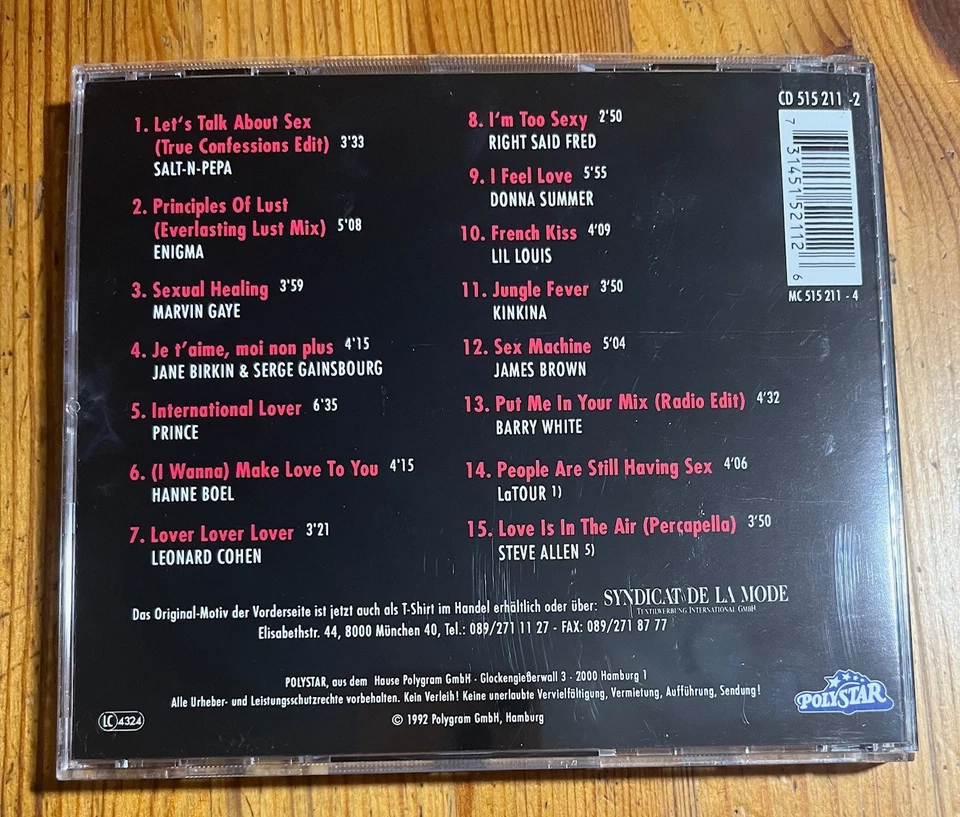 CD 515 211 -2
1. Let's Talk About Sex
(True Confessions Edit) 3'33
SALT-N-PEPA
2. Principles Of Lust
(Everlasting Lust Mix) 5'08
ENIGMA
3. Sexual Healing 3'59
MARVIN GAYE
4. Je t'aime, moi non plus 4'15
JANE BIRKIN & SERGE GAINSBOURG
5. International Lover 6'35
PRINCE
6. (I Wanna) Make Love To You 4'15
HANNE BOEL
7. Lover Lover Lover 3'21
LEONARD COHEN
8. I'm Too Sexy 2'50
RIGHT SAID FRED
9. I Feel Love 5'55
DONNA SUMMER
10. French Kiss 4'09
LIL LOUIS
11. Jungle Fever 3'50
KINKINA
12. Sex Machine 5'04
JAMES BROWN
13. Put Me In Your Mix (Radio Edit) 4'32
BARRY WHITE
14. People Are Still Having Sex 4'06
LaTOUR 1)
15. Love Is In The Air (Percapella) 3'50
STEVE ALLEN 5)
7 31451 52112 6
MC 515 211 - 4
Das Original-Motiv der Vorderseite ist jetzt auch als T-Shirt im Handel erhältlich oder über: SYNDICAT DE LA MODE
TEXTILWERBUNG INTERNATIONAL GMBH
Elisabethstr. 44, 8000 München 40, Tel.: 089/271 11 27 - FAX: 089/271 87 77
POLYSTAR, aus dem Hause Polygram GmbH · Glockengießerwall 3 · 2000 Hamburg 1
Alle Urheber- und Leistungsschutzrechte vorbehalten. Kein Verleih! Keine unerlaubte Vervielfältigung, Vermietung, Aufführung, Sendung!
© 1992 Polygram GmbH, Hamburg
LC 4324
POLYSTAR